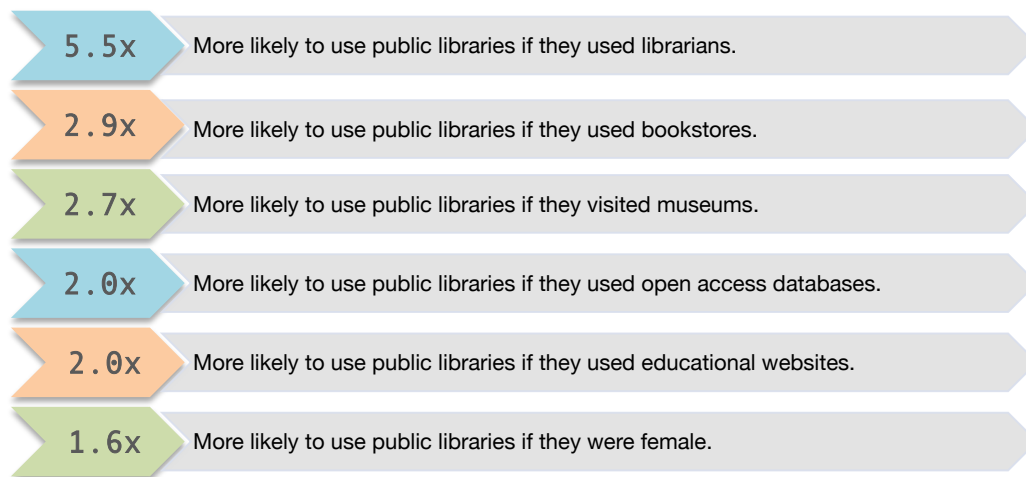 5.5x More likely to use public libraries if they used librarians.
2.9x More likely to use public libraries if they used bookstores.
2.7x More likely to use public libraries if they visited museums.
2.0x More likely to use public libraries if they used open access databases.
2.0x More likely to use public libraries if they used educational websites.
1.6x More likely to use public libraries if they were female.